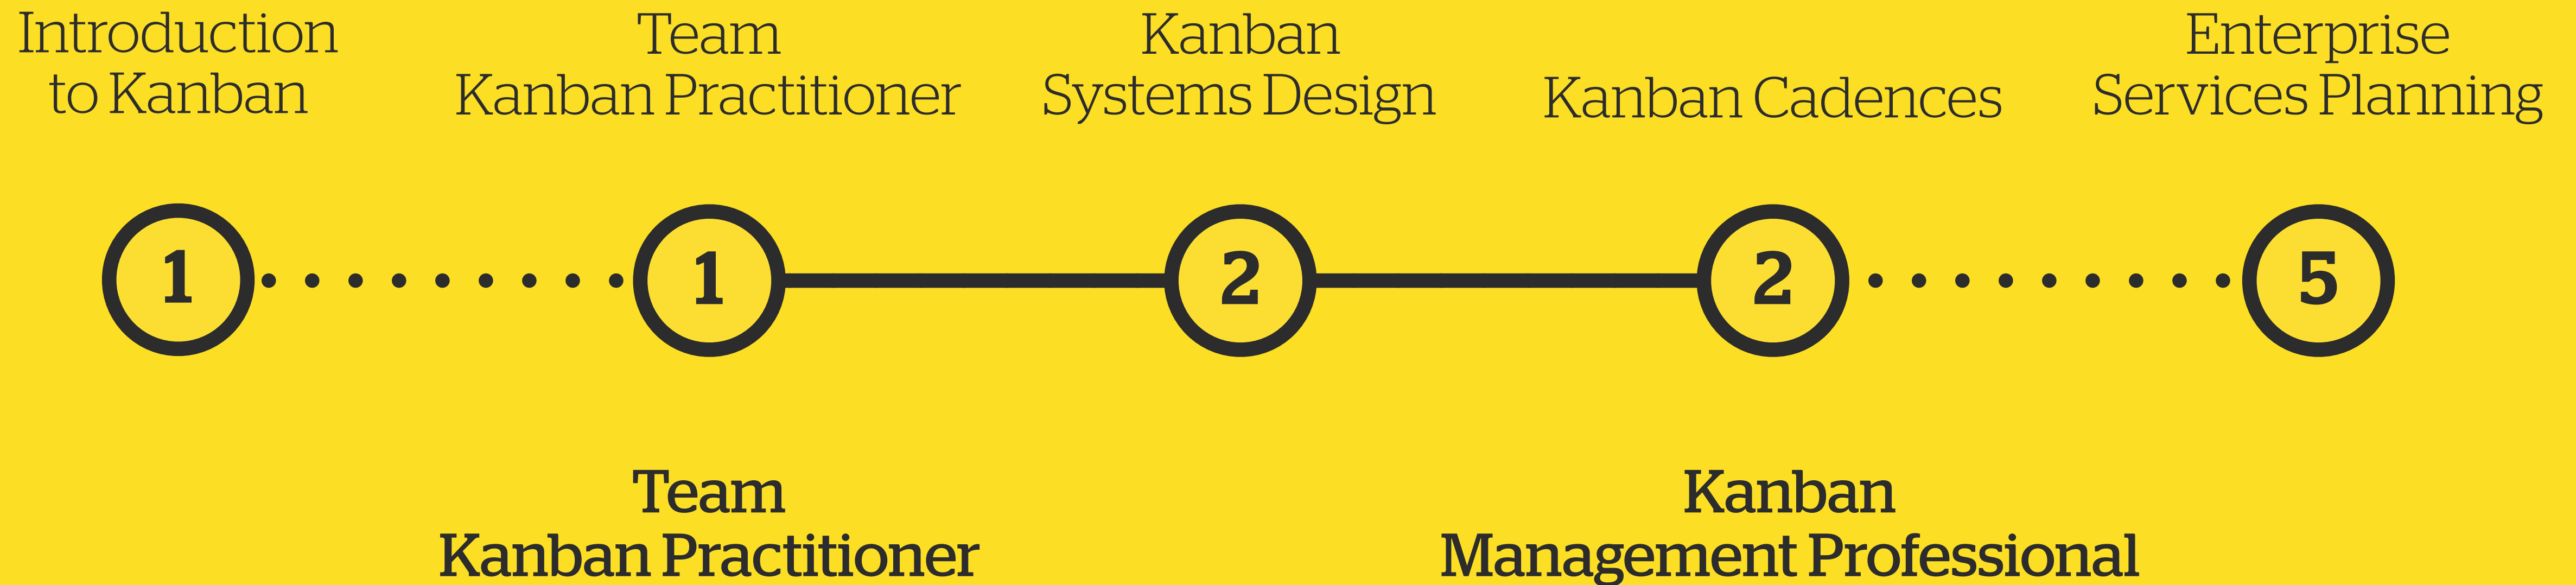 Introduction
to Kanban
Team
Kanban Practitioner
Kanban
Systems Design
Kanban Cadences
Enterprise
Services Planning
1
1
2
2
5
Team
Kanban Practitioner
Kanban
Management Professional